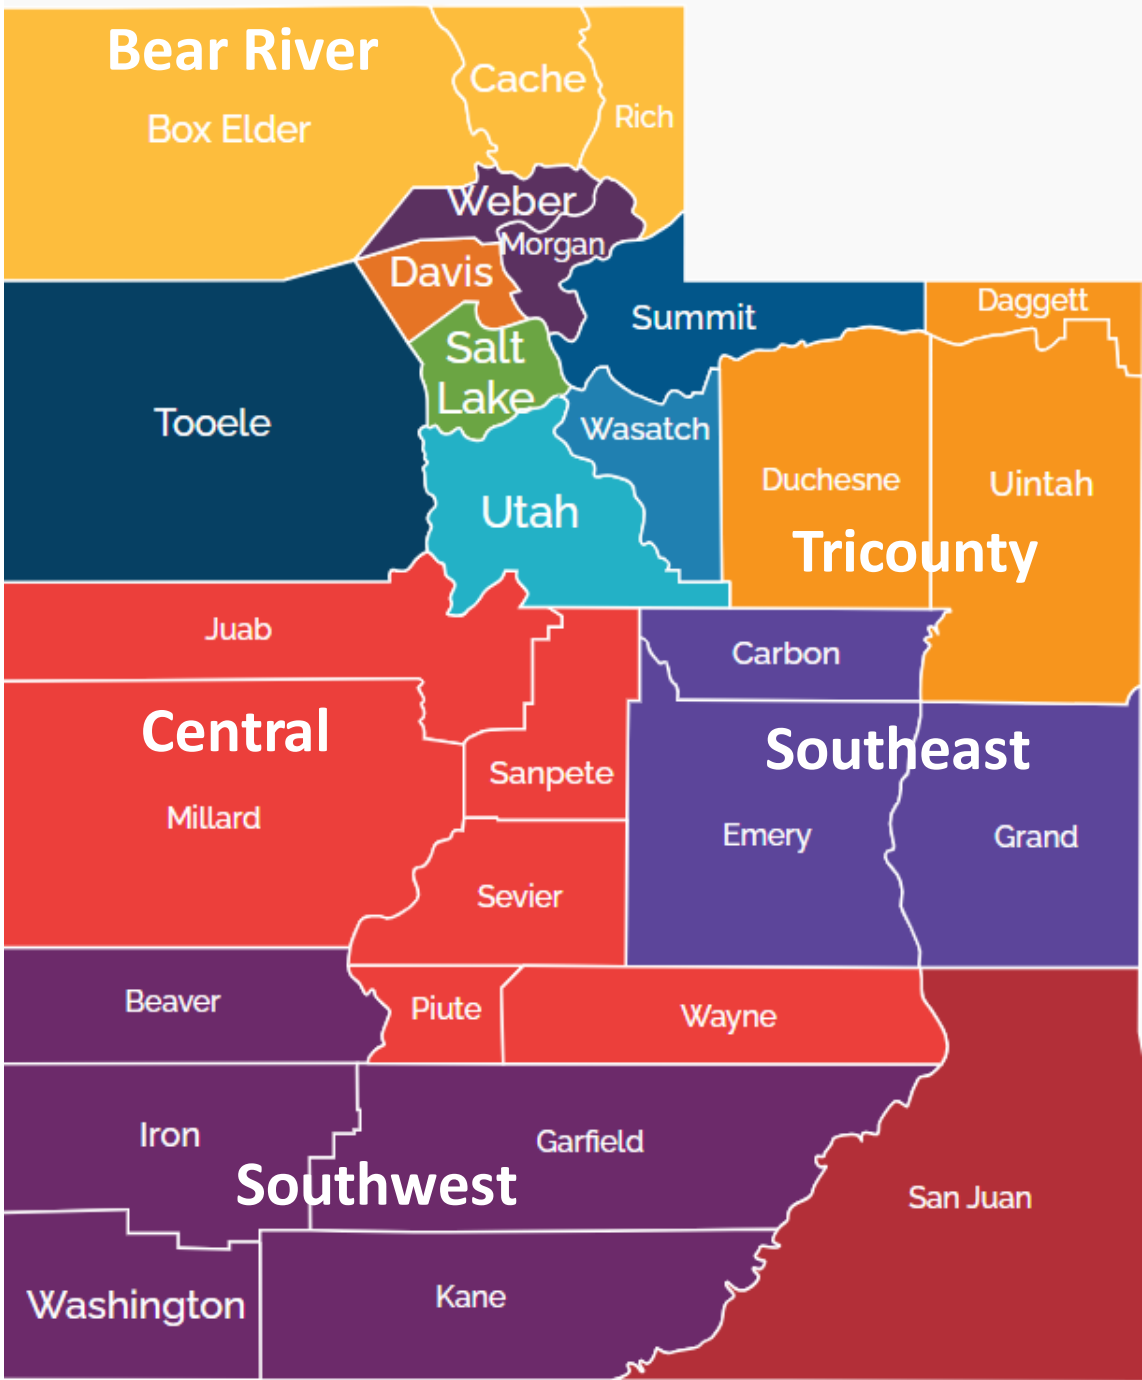 Bear River
Cache
Box Elder
Rich
Weber
Morgan
Davis
Daggett
Summit
Salt
Lake
Tooele
Wasatch
Duchesne
Uintah
Utah
Tricounty
Juab
Carbon
Central
Southeast
Sanpete
Millard
Emery
Grand
Sevier
Beaver
Piute
Wayne
Iron
Garfield
Southwest
San Juan
Washington
Kane